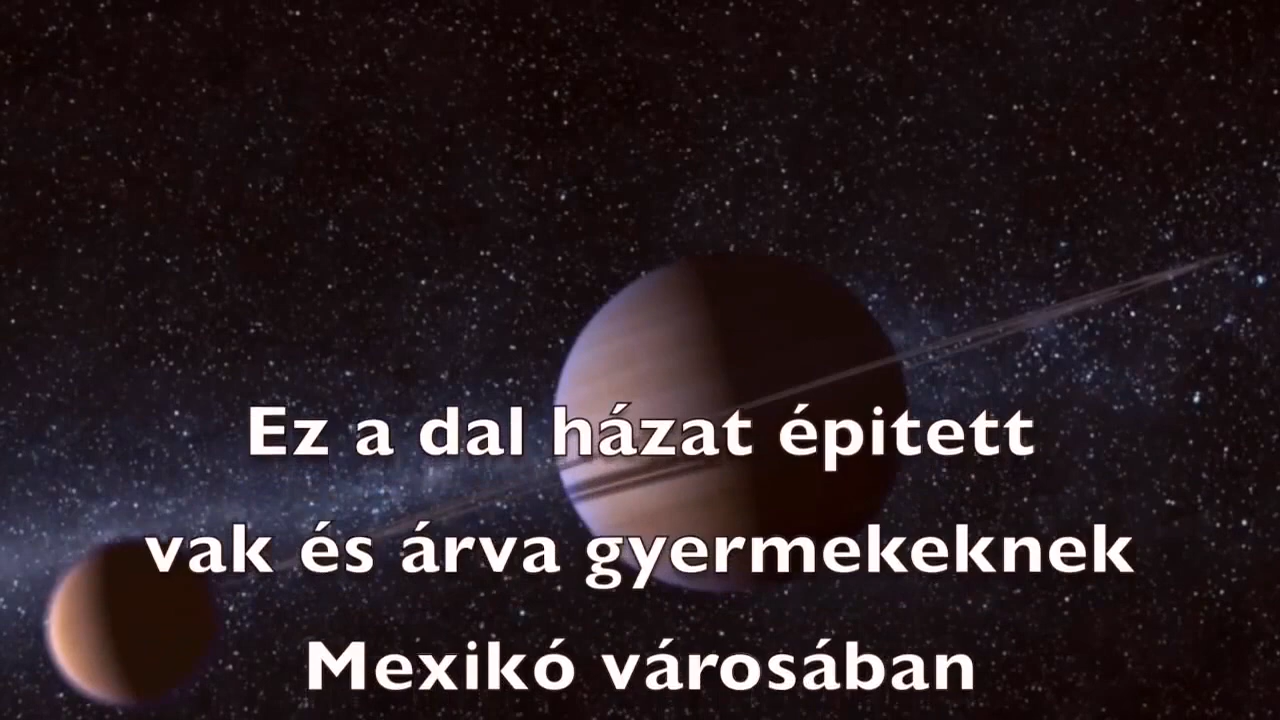 Ez a dal házat épitett
vak és árva gyermekeknek
Mexikó városában